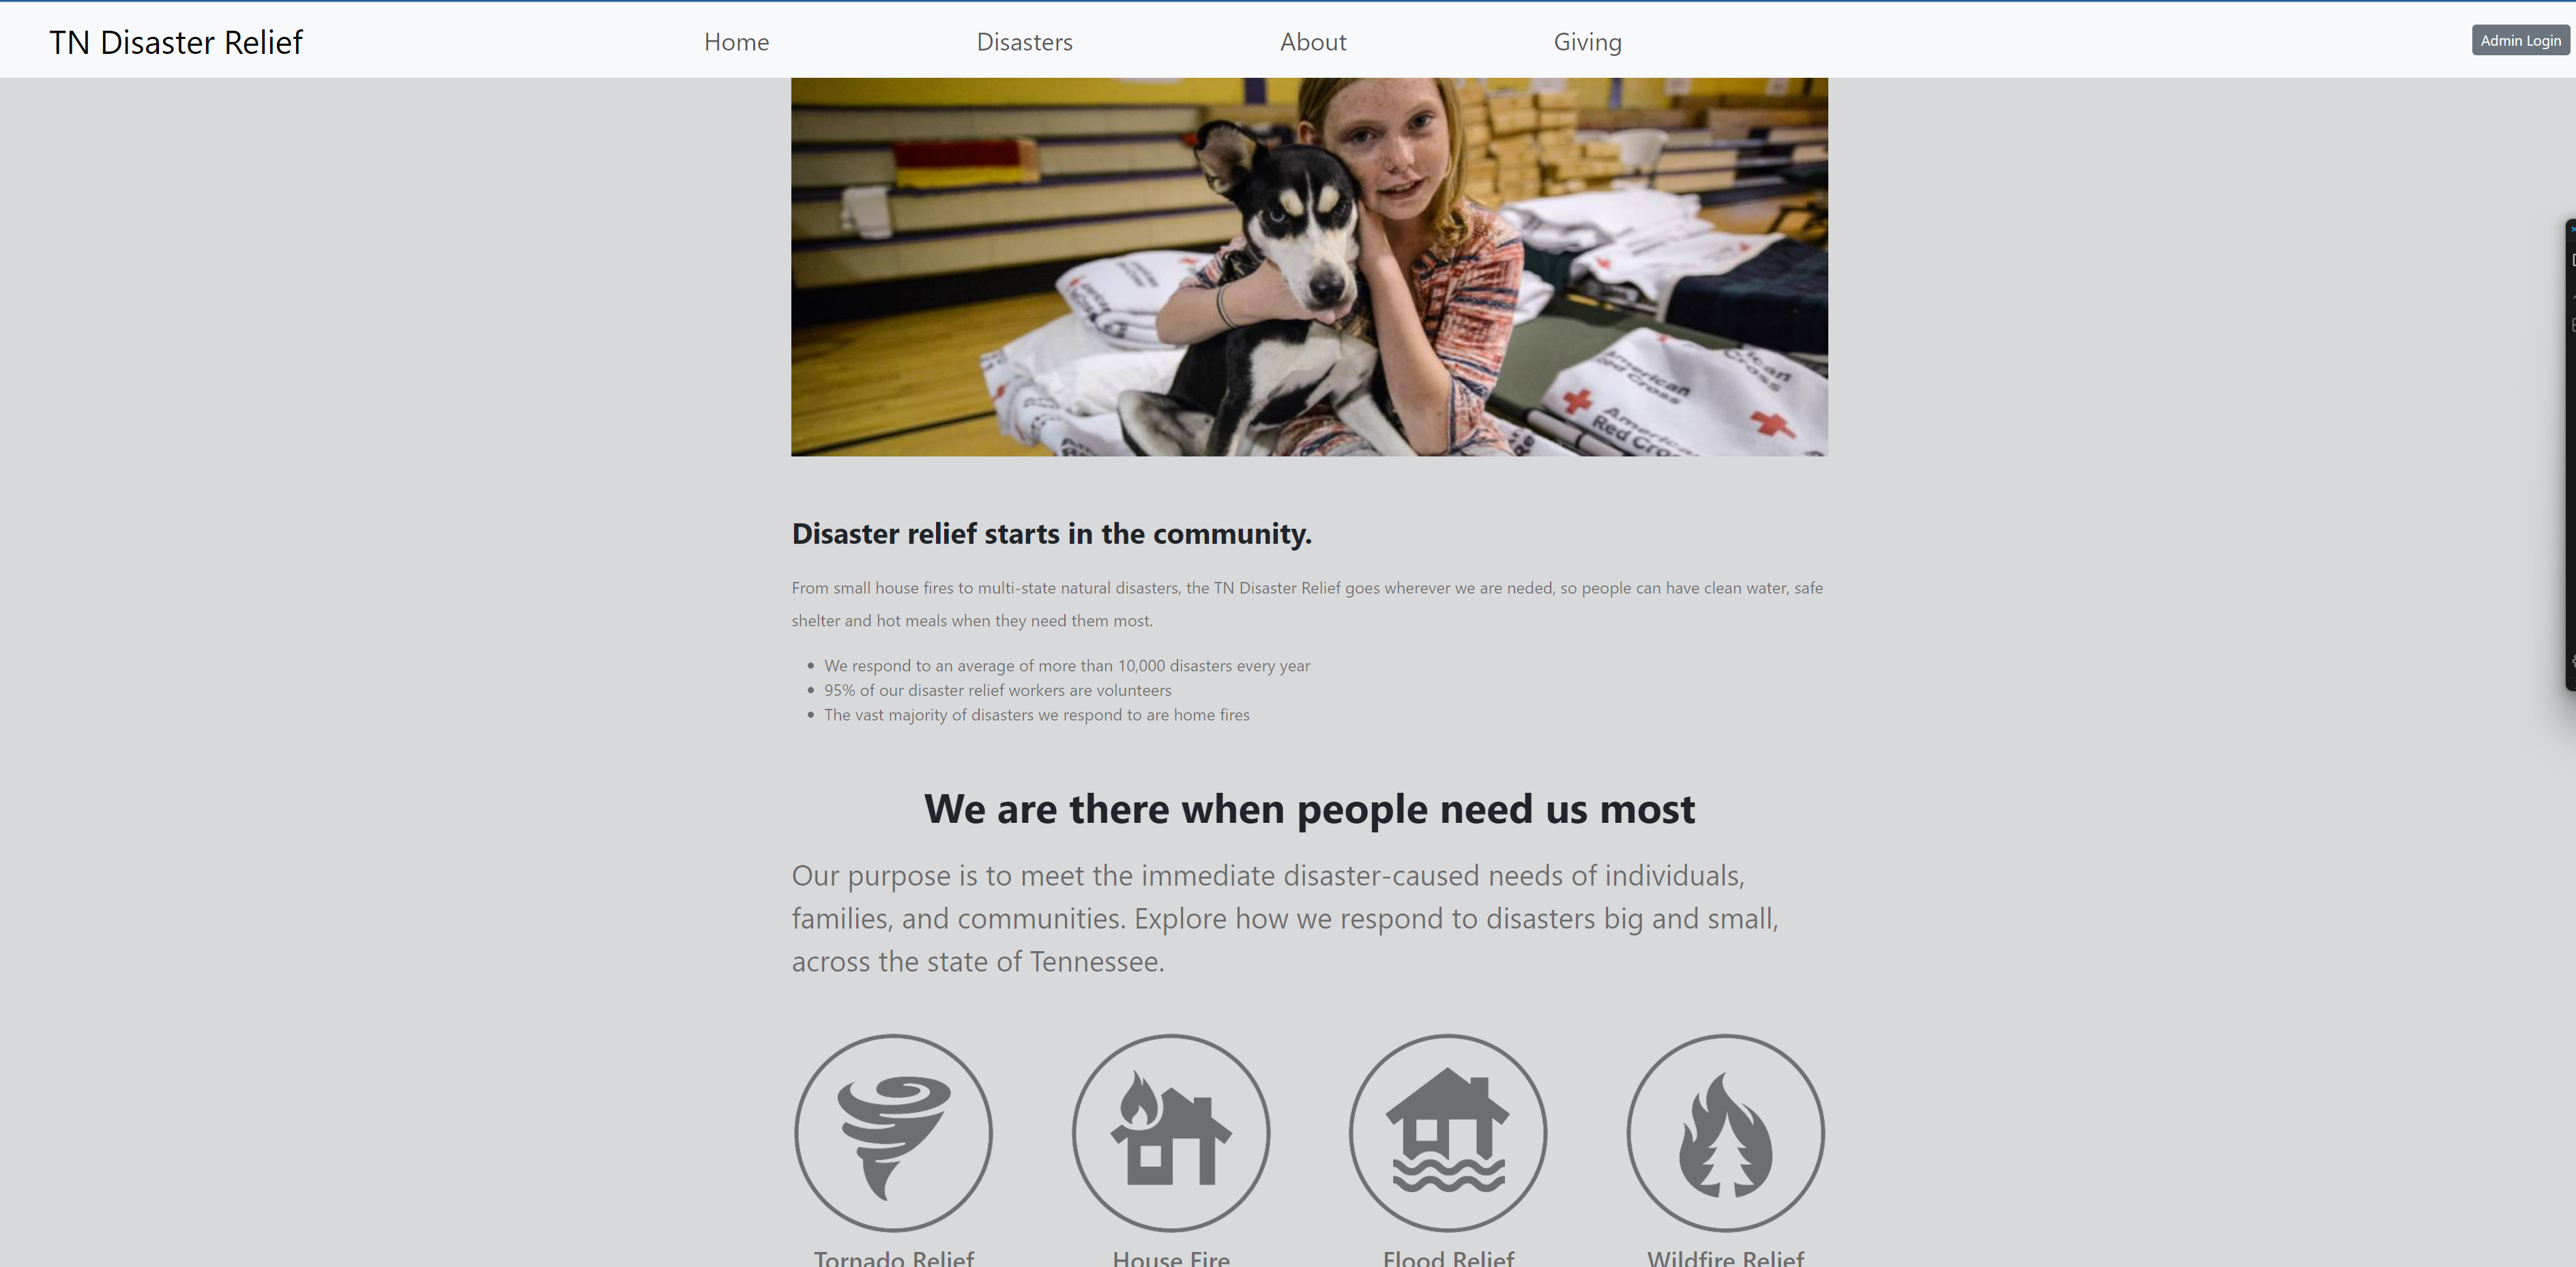 TN Disaster Relief
Home
Disasters
About
Giving
Admin Login
American
Red Cross
American
Red Cros
ican
Cross
Disaster relief starts in the community.
From small house fires to multi-state natural disasters, the TN Disaster Relief goes wherever we are neded, so people can have clean water, safe
shelter and hot meals when they need them most.
We respond to an average of more than 10,000 disasters every year
95% of our disaster relief workers are volunteers
The vast majority of disasters we respond to are home fires
We are there when people need us most
Our purpose is to meet the immediate disaster-caused needs of individuals,
families, and communities. Explore how we respond to disasters big and small,
across the state of Tennessee.
Tornado Relief
House Fire
Flood Relief
Wildfire Relief